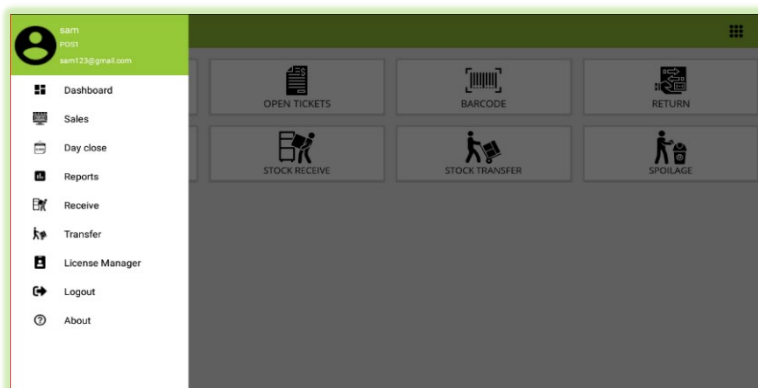 sam
POS1
sam123@gmail.com
Dashboard
Sales
Day close
Reports
Receive
Transfer
License Manager
Logout
About
OPEN TICKETS
BARCODE
RETURN
STOCK RECEIVE
STOCK TRANSFER
SPOILAGE